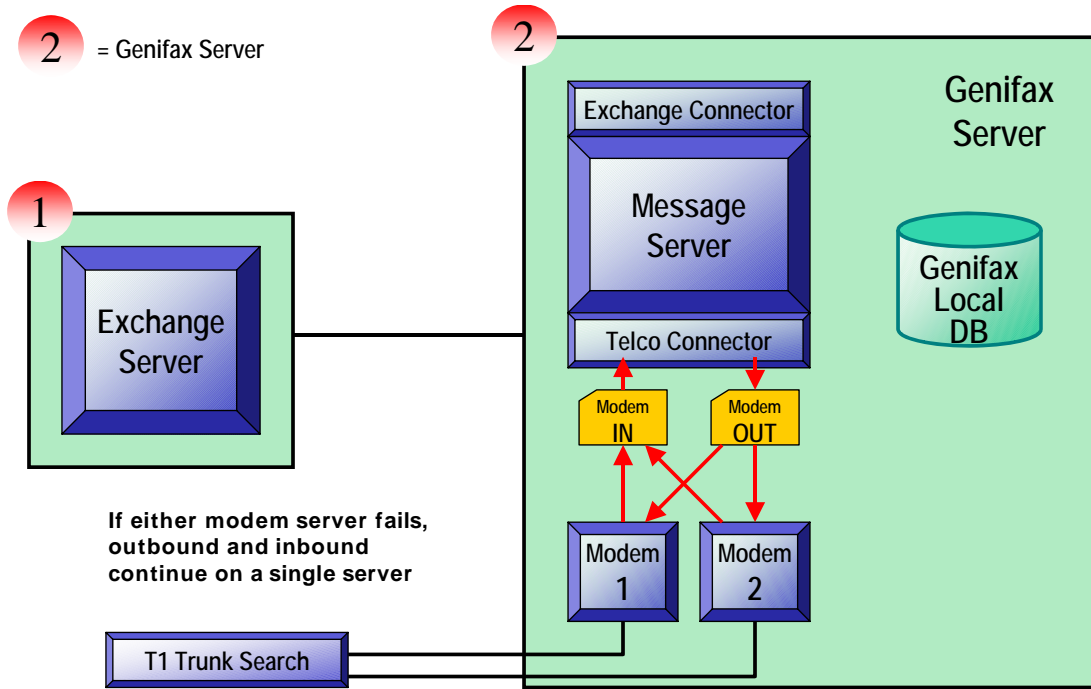 2 = Genifax Server
1
Exchange
Server
If either modem server fails,
outbound and inbound
continue on a single server
T1 Trunk Search
2
Genifax
Server
Exchange Connector
Message
Server
Telco Connector
Genifax
Local
DB
Modem
IN
Modem
OUT
Modem
1
Modem
2